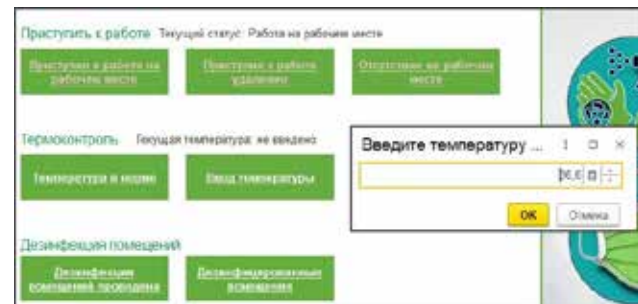 Приступить к работе Текущий статус: Работа на рабочем месте
Приступил к работе на рабочем месте
Приступил к работе удаленно
Отсутствие на рабочем месте
Термоконтроль Текущая температура: не введено
Температура в норме
Ввод температуры
Введите температуру ...
36,6
OK
Отмена
Дезинфекция помещений
Дезинфекция помещений проведена
Дезинфицированные помещения